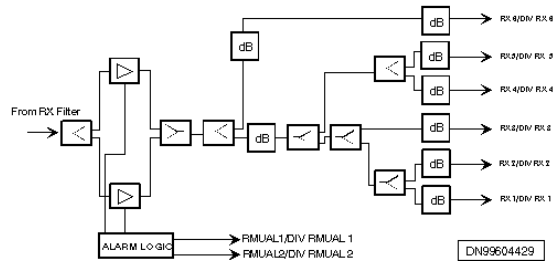 dB
RX 6/DIV RX 6
dB
dB
RX5/DIV RX 5
dB
RX 4/DIV RX 4
From RX Filter
dB
dB
RX3/DIV RX 3
dB
RX 2/DIV RX 2
dB
RX 1/DIV RX 1
ALARM LOGIC
RMUAL1/DIV RMUAL 1
RMUAL2/DIV RMUAL 2
DN99604429